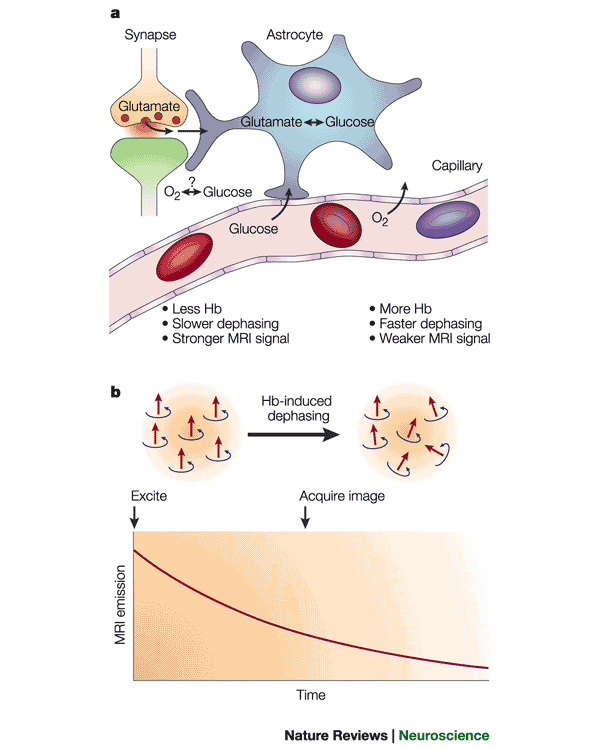 a
Synapse
Astrocyte
Glutamate
Glutamate
Glucose
Capillary
?
O2
Glucose
O2
Glucose
• Less Hb
• Slower dephasing
• Stronger MRI signal
• More Hb
• Faster dephasing
• Weaker MRI signal
b
Hb-induced
dephasing
Excite
Acquire image
MRI emission
Time
Nature Reviews | Neuroscience